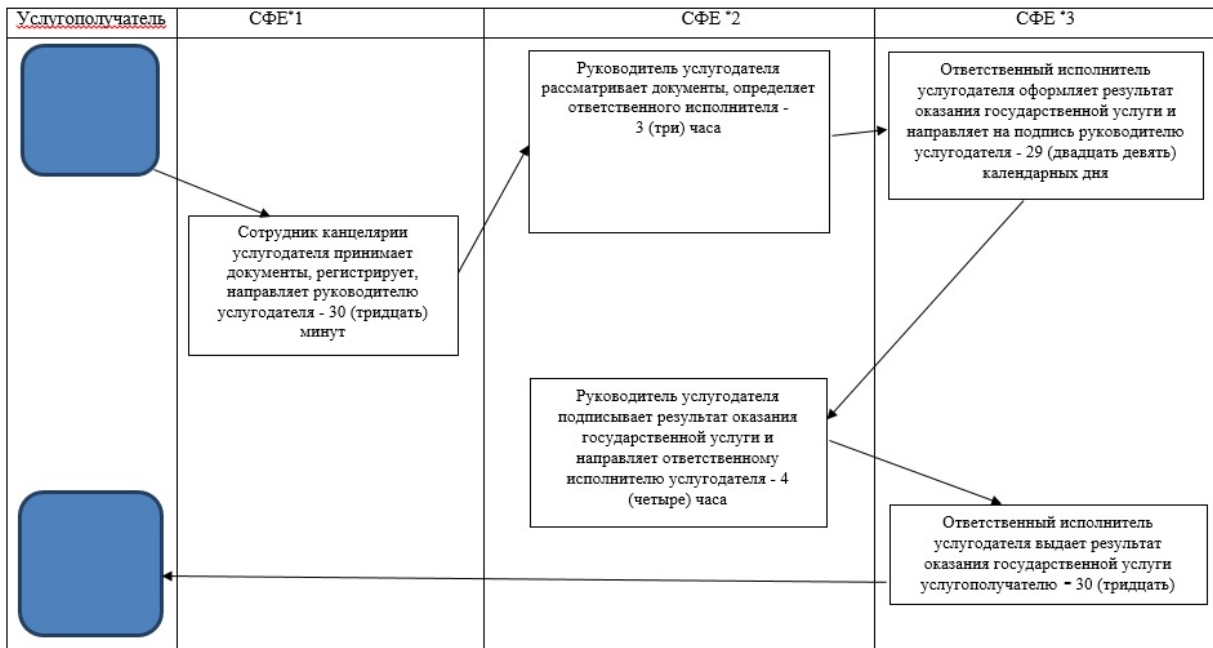 Услугополучатель
СФЕ*1
СФЕ *2
СФЕ *3
Сотрудник канцелярии
услугодателя принимает
документы, регистрирует,
направляет руководителю
услугодателя - 30 (тридцать)
минут
Руководитель услугодателя
рассматривает документы, определяет
ответственного исполнителя -
3 (три) часа
Ответственный исполнитель
услугодателя оформляет результат
оказания государственной услуги и
направляет на подпись руководителю
услугодателя - 29 (двадцать девять)
календарных дня
Руководитель услугодателя
подписывает результат оказания
государственной услуги и
направляет ответственному
исполнителю услугодателя - 4
(четыре) часа
Ответственный исполнитель
услугодателя выдает результат
оказания государственной услуги
услугополучателю - 30 (тридцать)